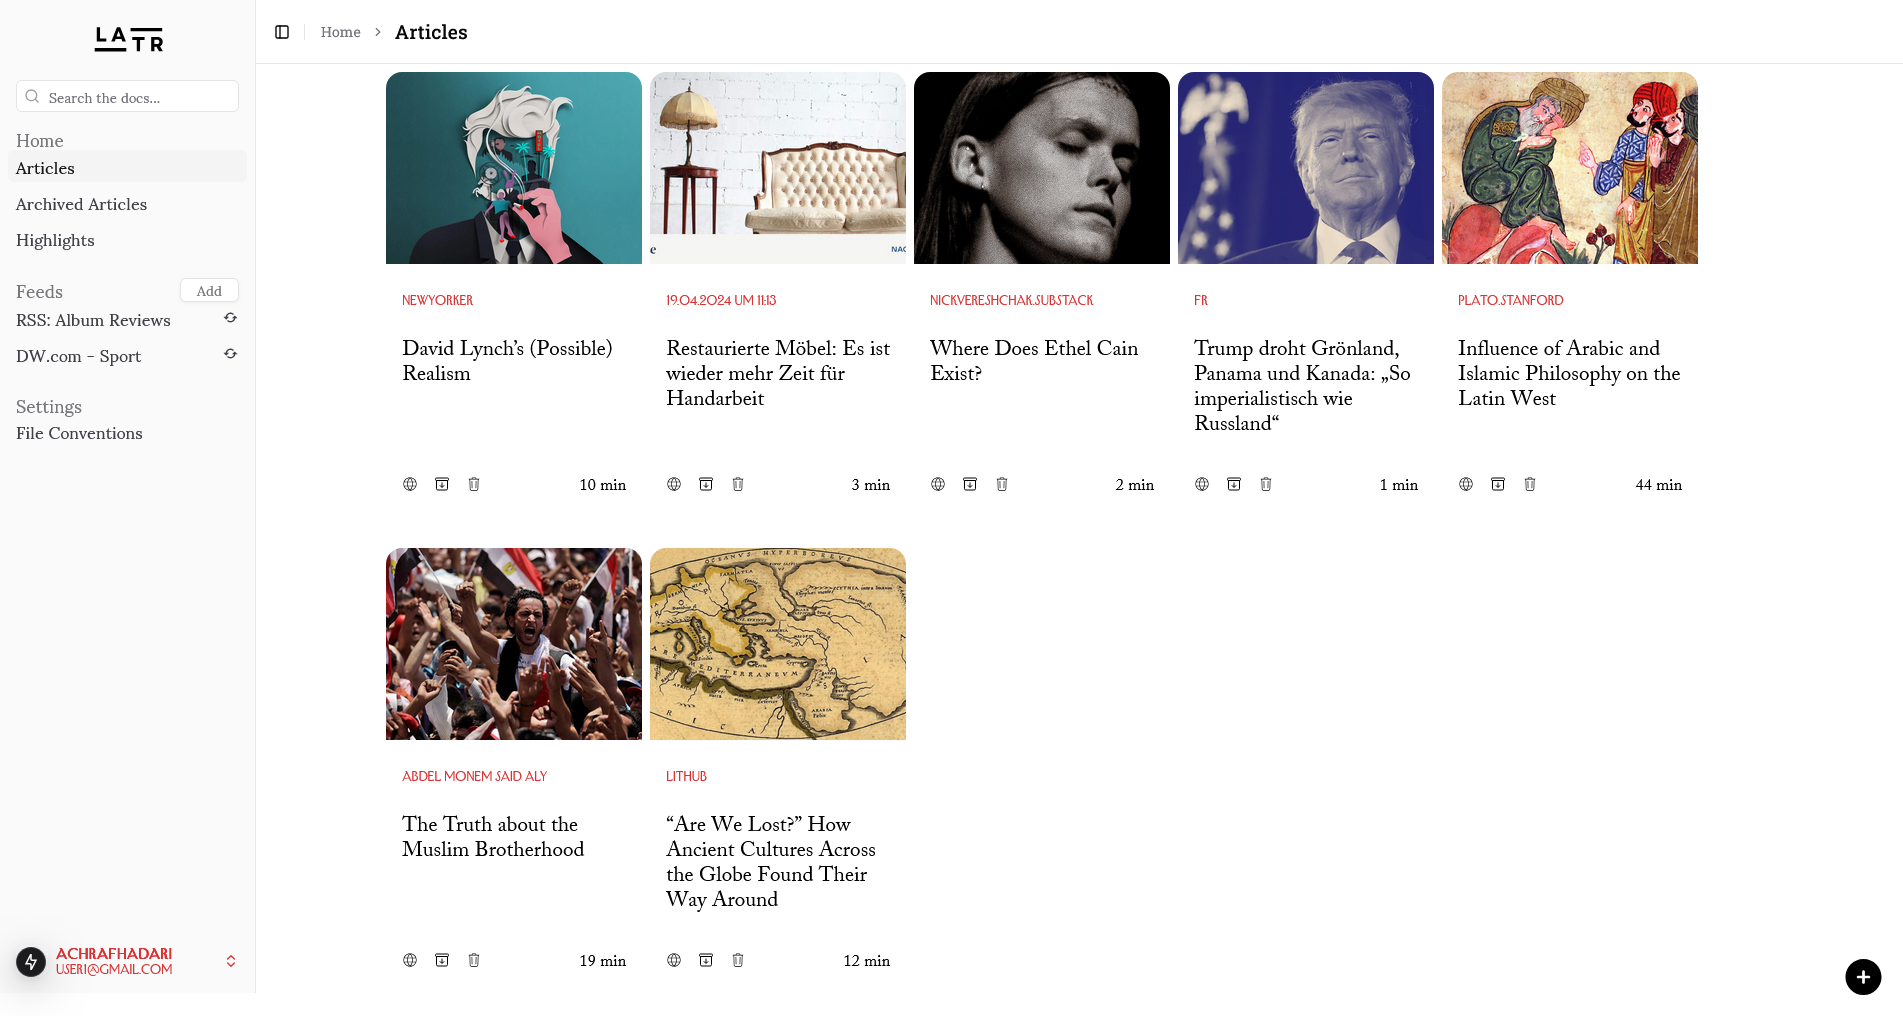 LATR
Search the docs...
Home
Articles
Archived Articles
Highlights
Feeds
Add
RSS: Album Reviews
DW.com - Sport
Settings
File Conventions
ACHRAFHADARI
USER1@GMAIL.COM
Home > Articles
e
NAC
NEWYORKER
David Lynch’s (Possible)
Realism
10 min
19.04.2024 UM 11:13
Restaurierte Möbel: Es ist
wieder mehr Zeit für
Handarbeit
3 min
NICKVERESHCHAK.SUBSTACK
Where Does Ethel Cain
Exist?
2 min
FR
Trump droht Grönland,
Panama und Kanada: „So
imperialistisch wie
Russland“
1 min
PLATO.STANFORD
Influence of Arabic and
Islamic Philosophy on the
Latin West
44 min
ABDEL MONEM SAID ALY
The Truth about the
Muslim Brotherhood
19 min
OCEANVS HYPERBOREVS
MEDITERRANEVM
ARABIA
LITHUB
“Are We Lost?” How
Ancient Cultures Across
the Globe Found Their
Way Around
12 min